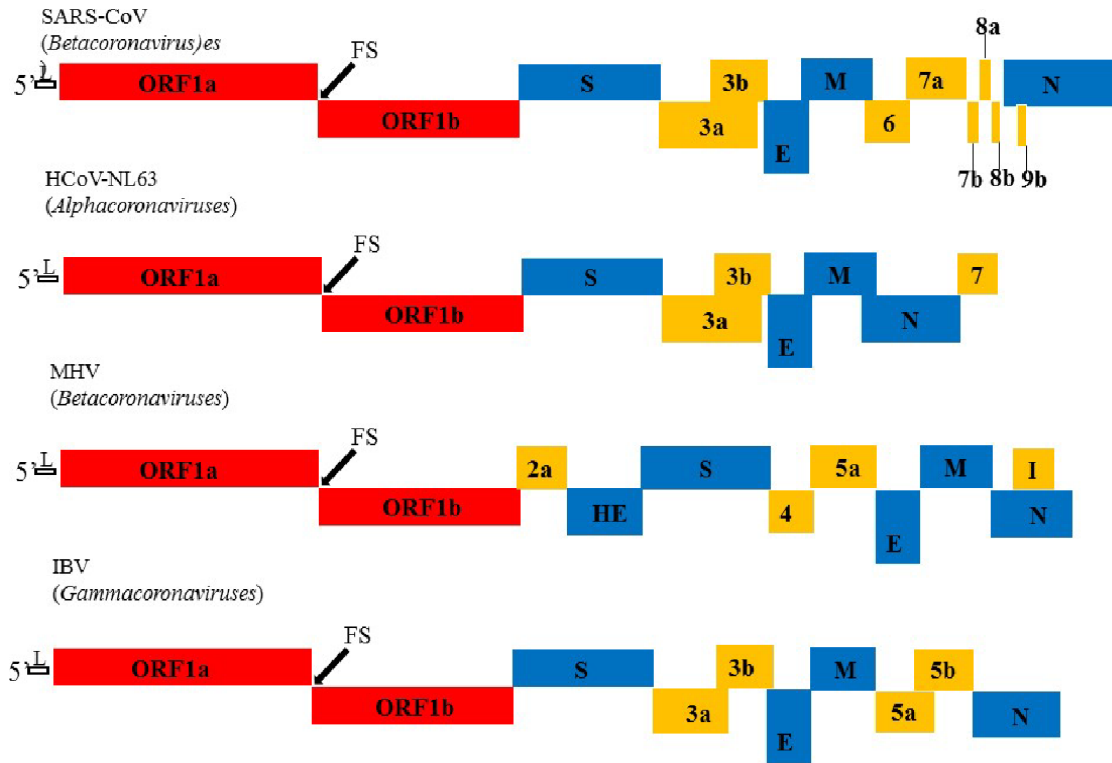 SARS-CoV
(Betacoronavirus)es
)
FS
8a
5’ L ORF1a S 3b M 7a N
ORF1b 3a E 6
7b 8b 9b
HCoV-NL63
(Alphacoronaviruses)
FS
5’ L ORF1a S 3b M 7
ORF1b 3a E N
MHV
(Betacoronaviruses)
FS
5’ L ORF1a 2a S 5a M I
ORF1b HE 4 E N
IBV
(Gammacoronaviruses)
FS
5’ L ORF1a S 3b M 5b
ORF1b 3a E 5a N